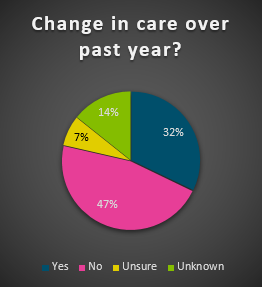 Change in care over
past year?
14%
32%
7%
47%
Yes No Unsure Unknown